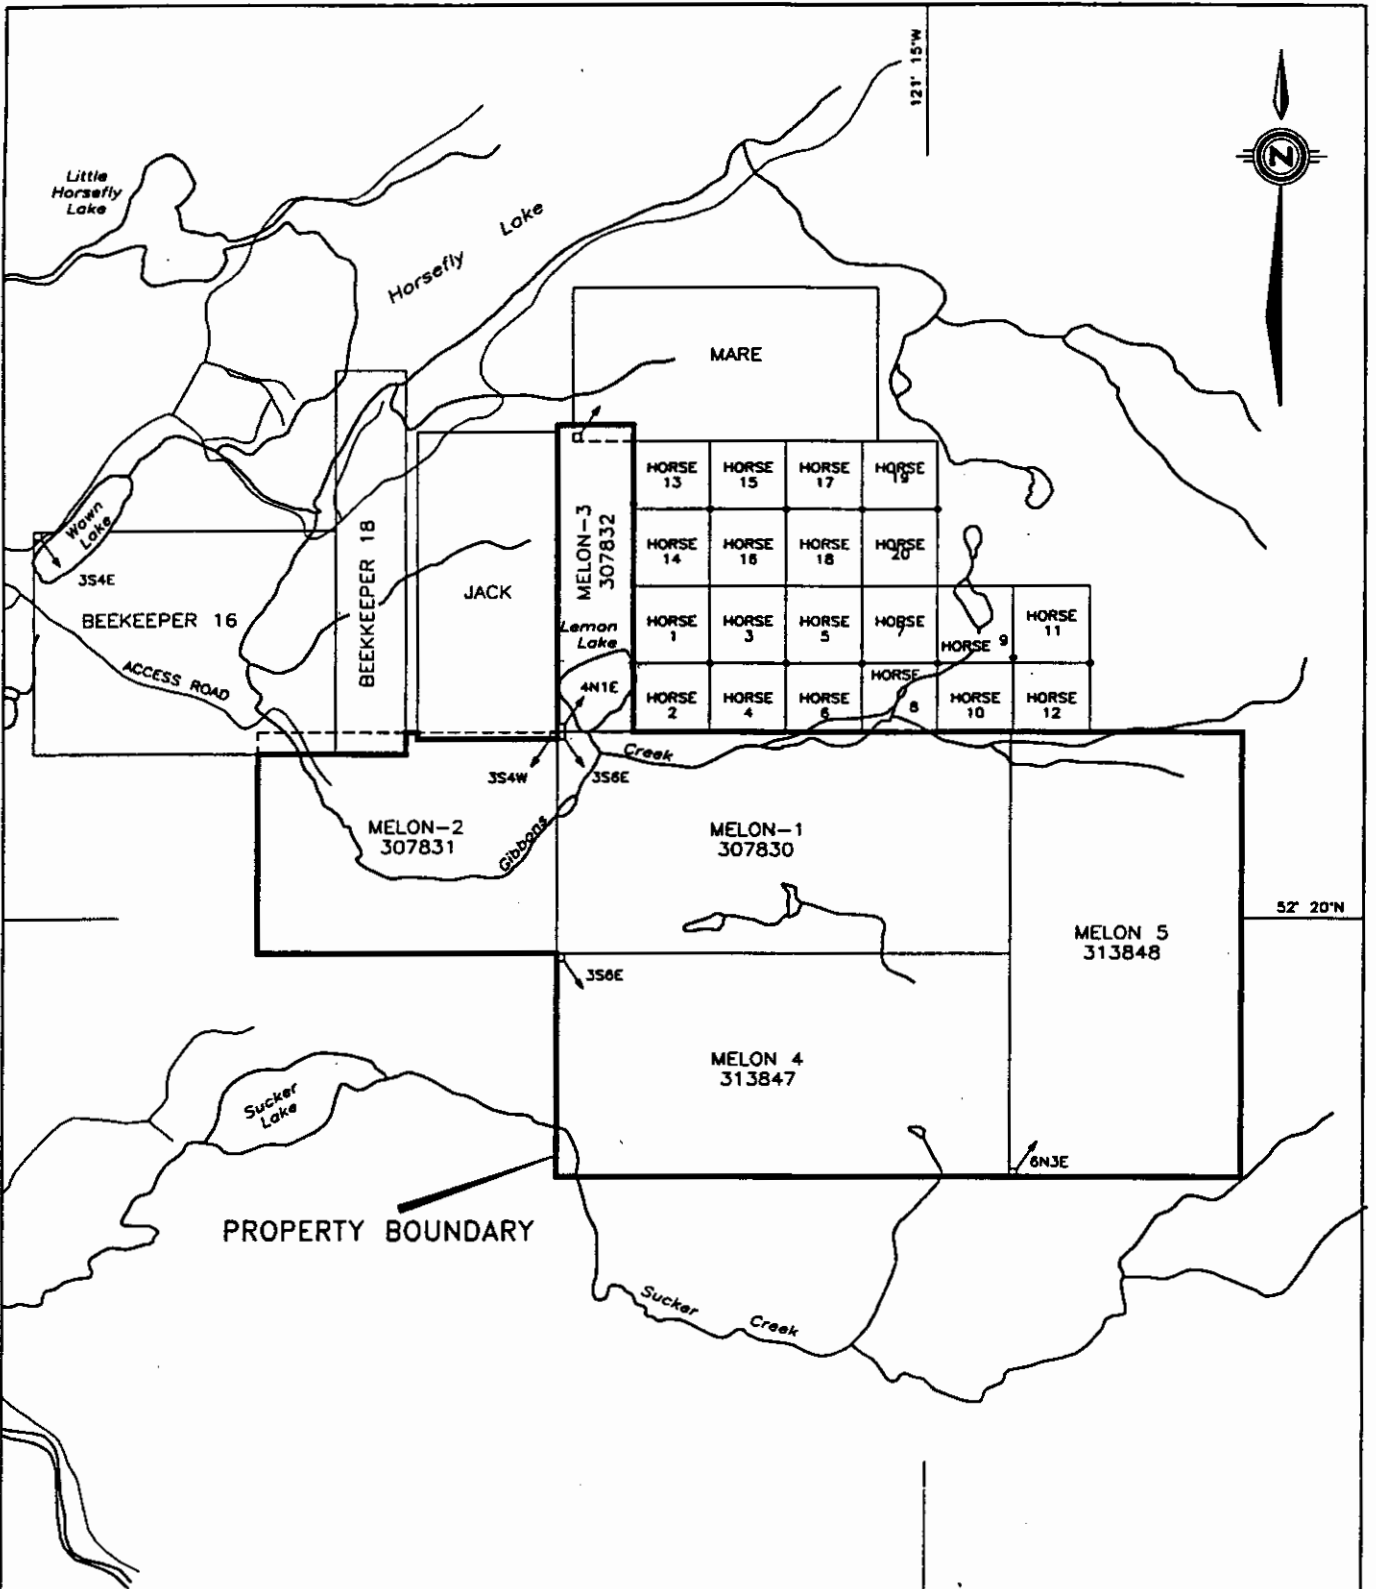 121° 15'W
N
Little
Horsefly
Lake
Horsefly Lake
MARE
HORSE
13
HORSE
15
HORSE
17
HORSE
19
Wawn
Lake
3S4E
BEEKEEPER 16
BEEKKEEPER 18
JACK
MELON-3
307832
HORSE
14
HORSE
16
HORSE
18
HORSE
20
HORSE
1
HORSE
3
HORSE
5
HORSE
7
HORSE 9
HORSE
11
Lemon
Lake
ACCESS ROAD
4N1E
HORSE
2
HORSE
4
HORSE
6
HORSE
8
HORSE
10
HORSE
12
3S4W
3S6E
Gibbons Creek
MELON-2
307831
MELON-1
307830
52° 20'N
MELON 5
313848
3S6E
MELON 4
313847
Sucker
Lake
6N3E
PROPERTY BOUNDARY
Sucker Creek